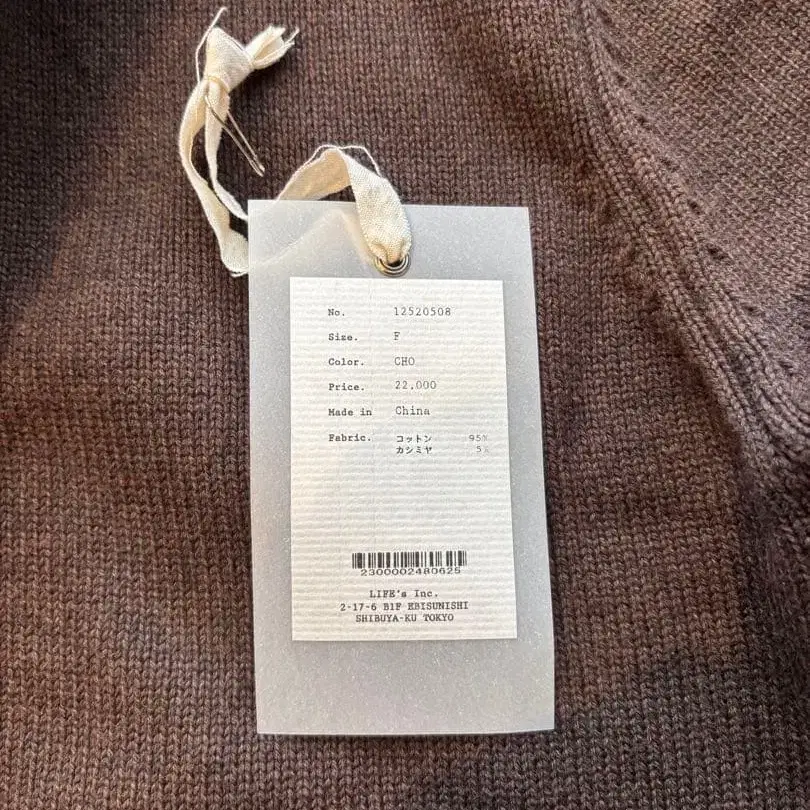 No. 12520508
Size. F
Color. CHO
Price. 22,000
Made in China
Fabric. コットン 95%
カシミヤ 5%
2300002480625
LIFE's Inc.
2-17-6 B1F EBISUNISHI
SHIBUYA-KU TOKYO